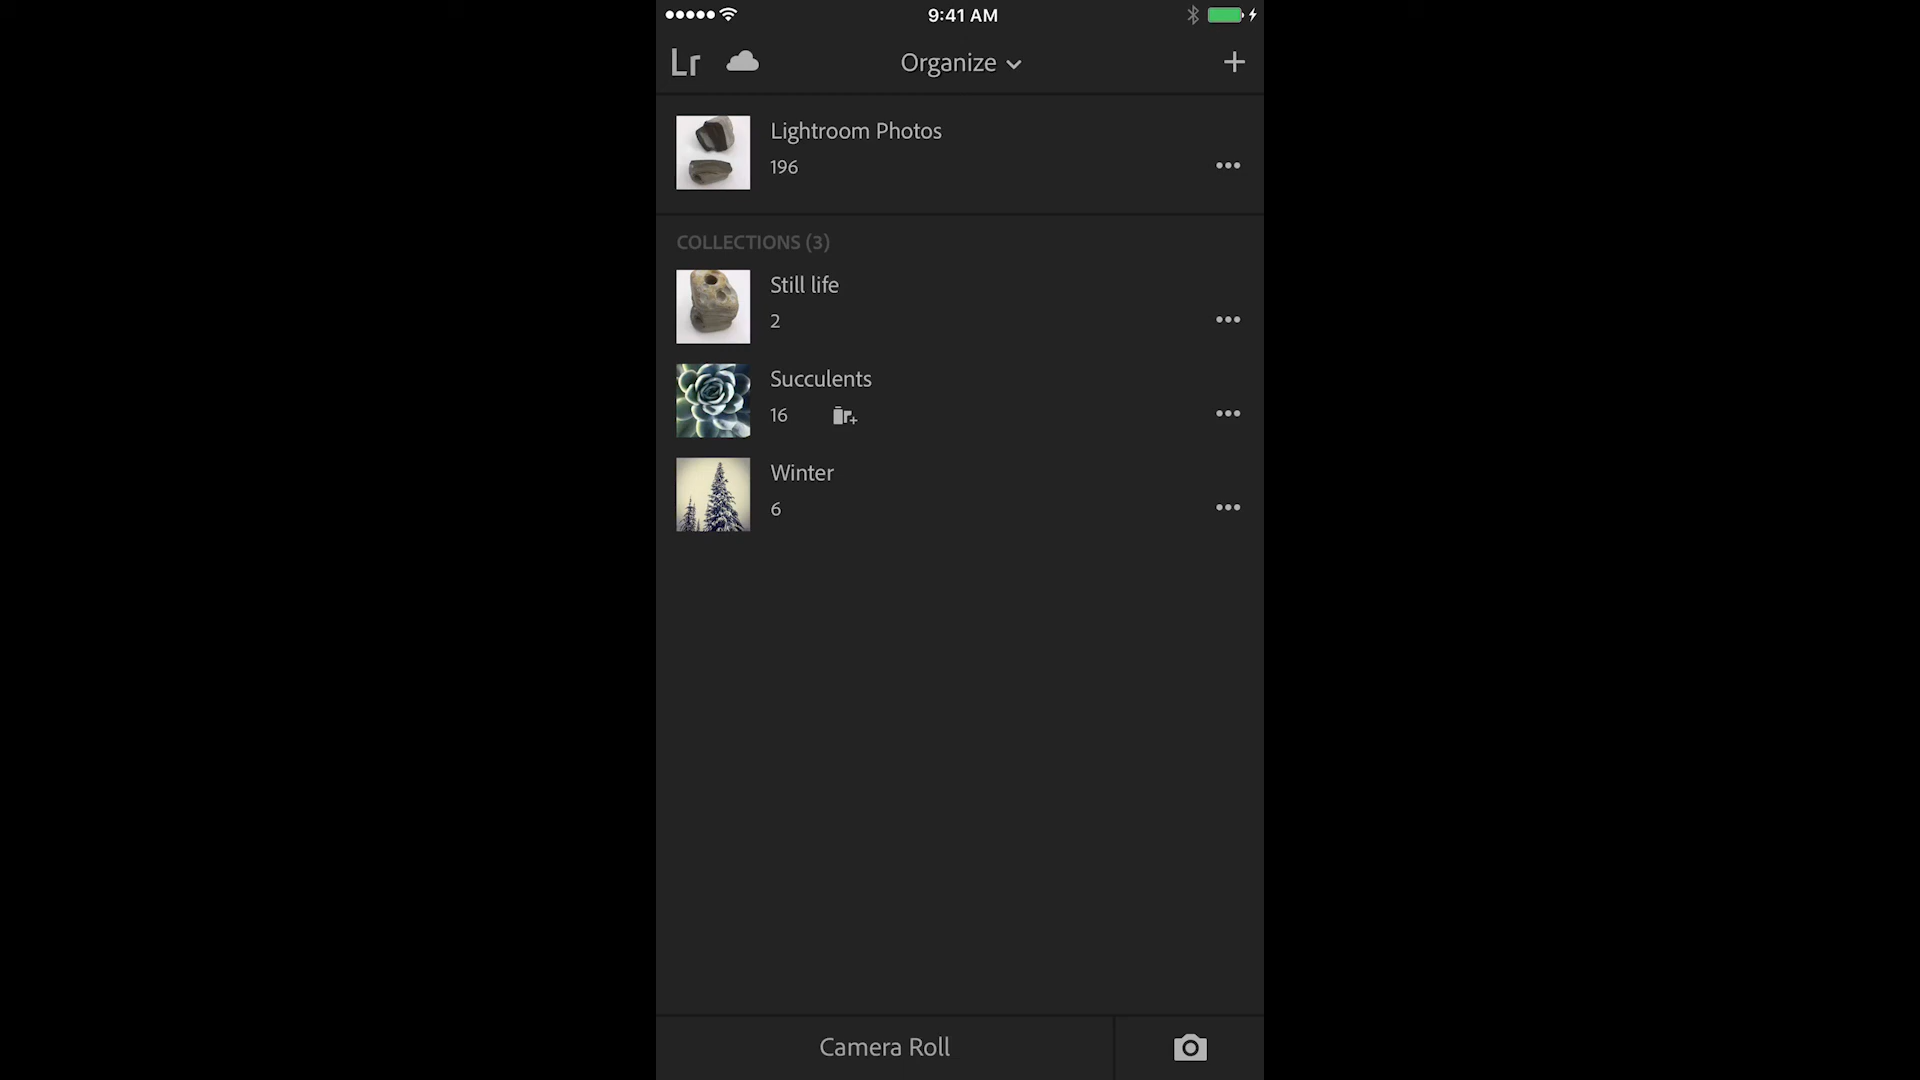 9:41 AM
Lr
Organize
Lightroom Photos
196
COLLECTIONS (3)
Still life
2
Succulents
16
Winter
6
Camera Roll